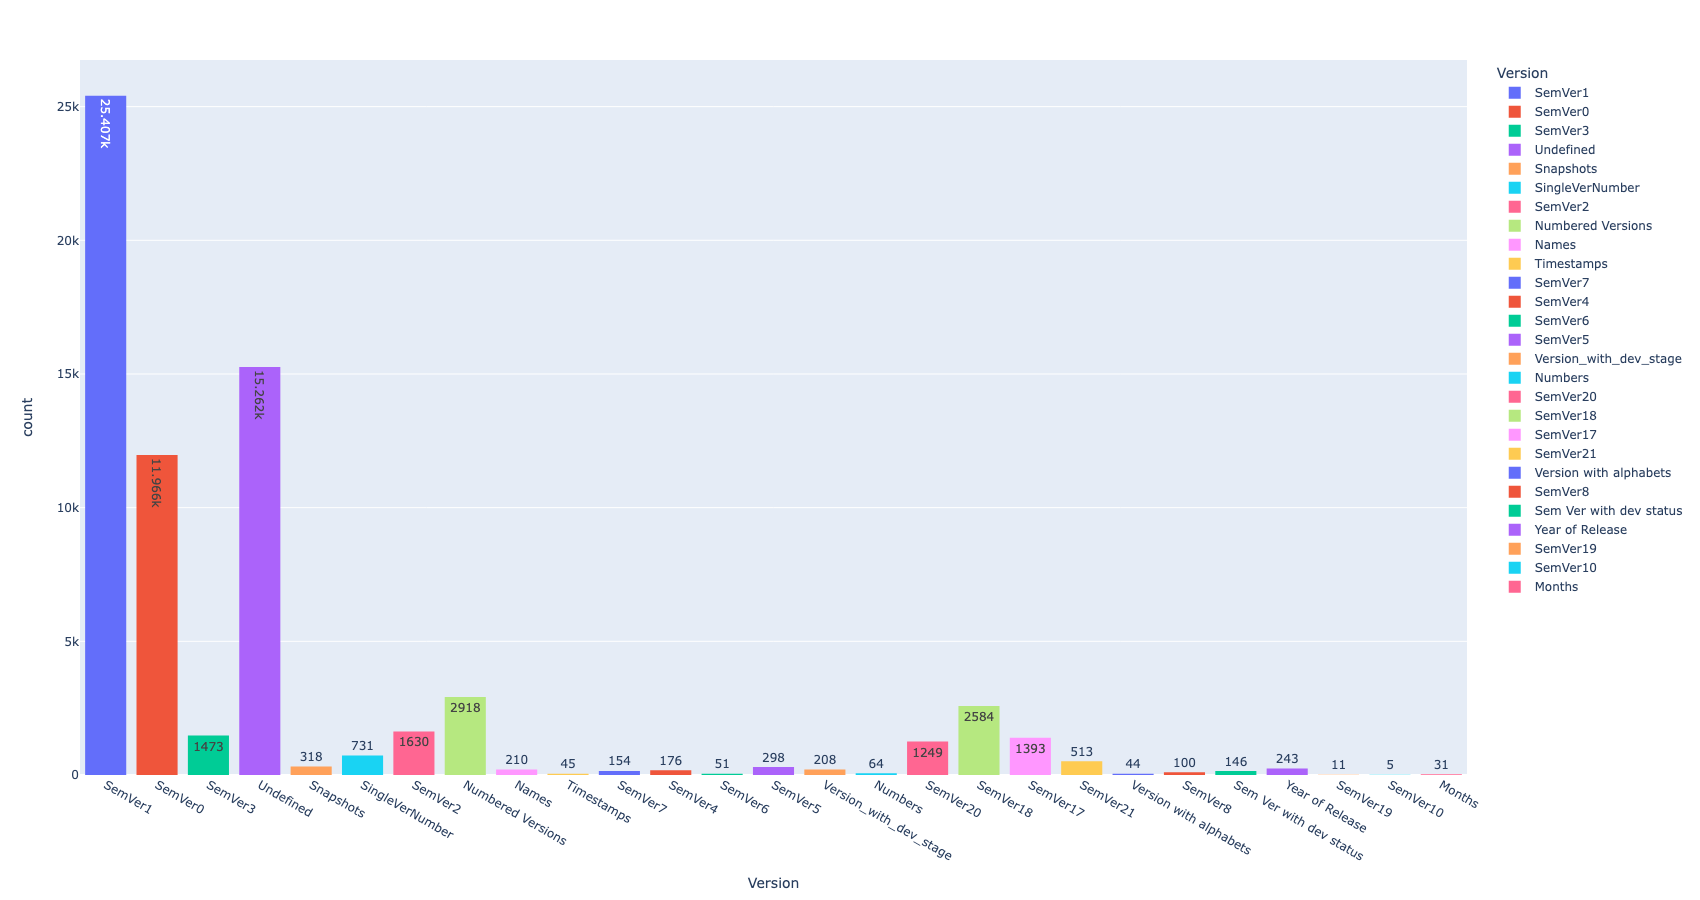 Version
SemVer1
SemVer0
SemVer3
Undefined
Snapshots
SingleVerNumber
SemVer2
Numbered Versions
Names
Timestamps
SemVer7
SemVer4
SemVer6
SemVer5
Version_with_dev_stage
Numbers
SemVer20
SemVer18
SemVer17
SemVer21
Version with alphabets
SemVer8
Sem Ver with dev status
Year of Release
SemVer19
SemVer10
Months
count
25k
20k
15k
10k
5k
0
25.407k
11.966k
1473
15.262k
318
731
1630
2918
210
45
154
176
51
298
208
64
1249
2584
1393
513
44
100
146
243
11
5
31
SemVer1
SemVer0
SemVer3
Undefined
Snapshots
SingleVerNumber
SemVer2
Numbered Versions
Names
Timestamps
SemVer7
SemVer4
SemVer6
SemVer5
Version_with_dev_stage
Numbers
SemVer20
SemVer18
SemVer17
SemVer21
Version with alphabets
SemVer8
Sem Ver with dev status
Year of Release
SemVer19
SemVer10
Months
Version